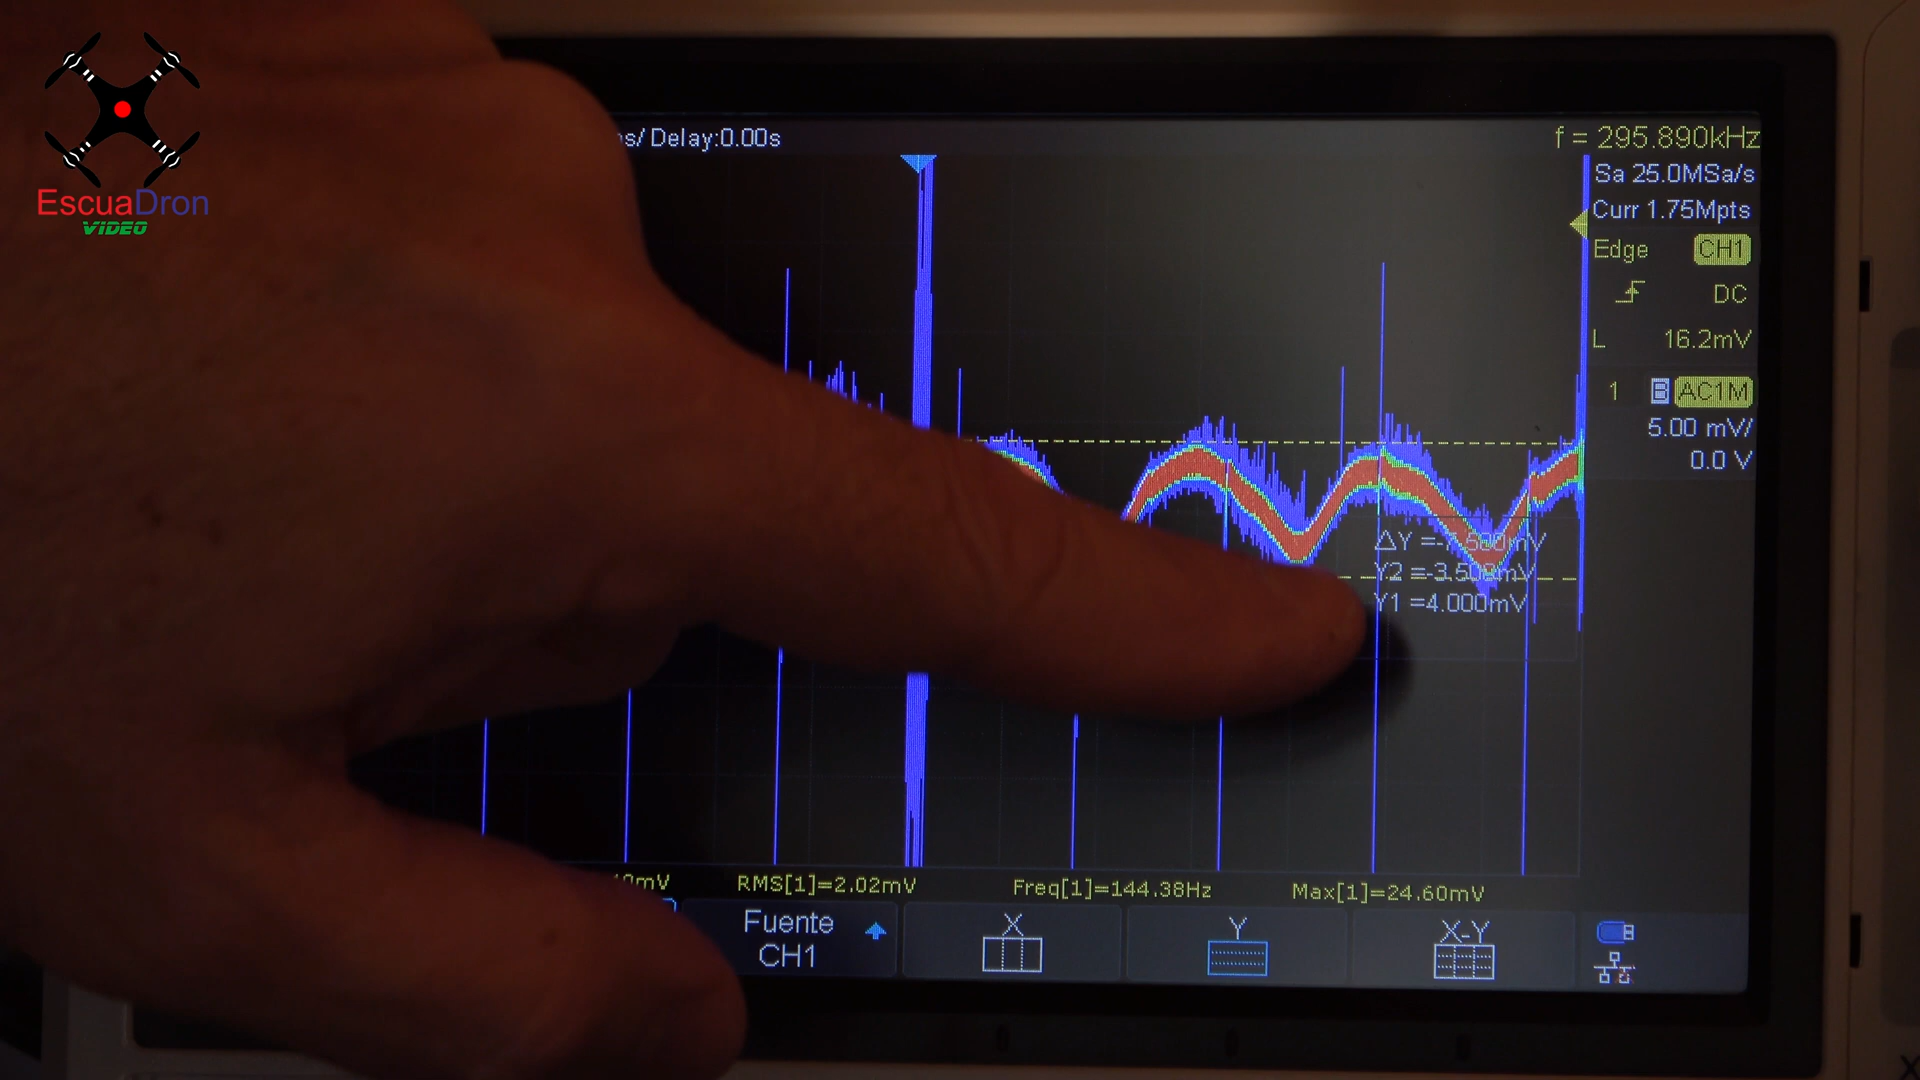 EscuaDron
VIDEO
s/ Delay:0.00s
f = 295.890kHz
Sa 25.0MSa/s
Curr 1.75Mpts
Edge CH1
DC
L 16.2mV
1 B AC1M
5.00 mV/
0.0 V
△Y =-7.500mV
Y2 =-3.500mV
Y1 =4.000mV
mV RMS[1]=2.02mV Freq[1]=144.38Hz Max[1]=24.60mV
Fuente
CH1
X
Y
X-Y